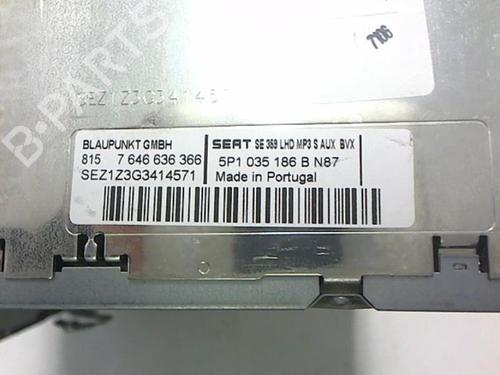 7106
SEZ1Z3G341457
BLAUPUNKT GMBH
815 7 646 636 366
SEZ1Z3G3414571
SEAT SE 359 LHD MP3 S AUX BVX
5P1 035 186 B N87
Made in Portugal
B-PARTS